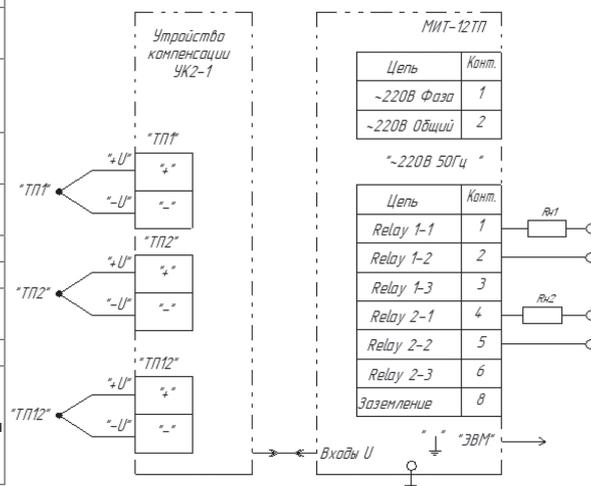 Утройство
компенсации
УК2-1
"ТП1"
"+U"
"+"
"ТП1"
"-U"
"-"
"ТП2"
"+U"
"+"
"ТП2"
"-U"
"-"
"ТП12"
"+U"
"+"
"ТП12"
"-U"
"-"
МИТ-12ТП
Цепь Конт.
~220В Фаза 1
~220В Общий 2
"~220В 50Гц "
Цепь Конт.
Relay 1-1 1
Relay 1-2 2
Relay 1-3 3
Relay 2-1 4
Relay 2-2 5
Relay 2-3 6
Заземление 8
Rн1
Rн2
" " "ЭВМ"
Входы U